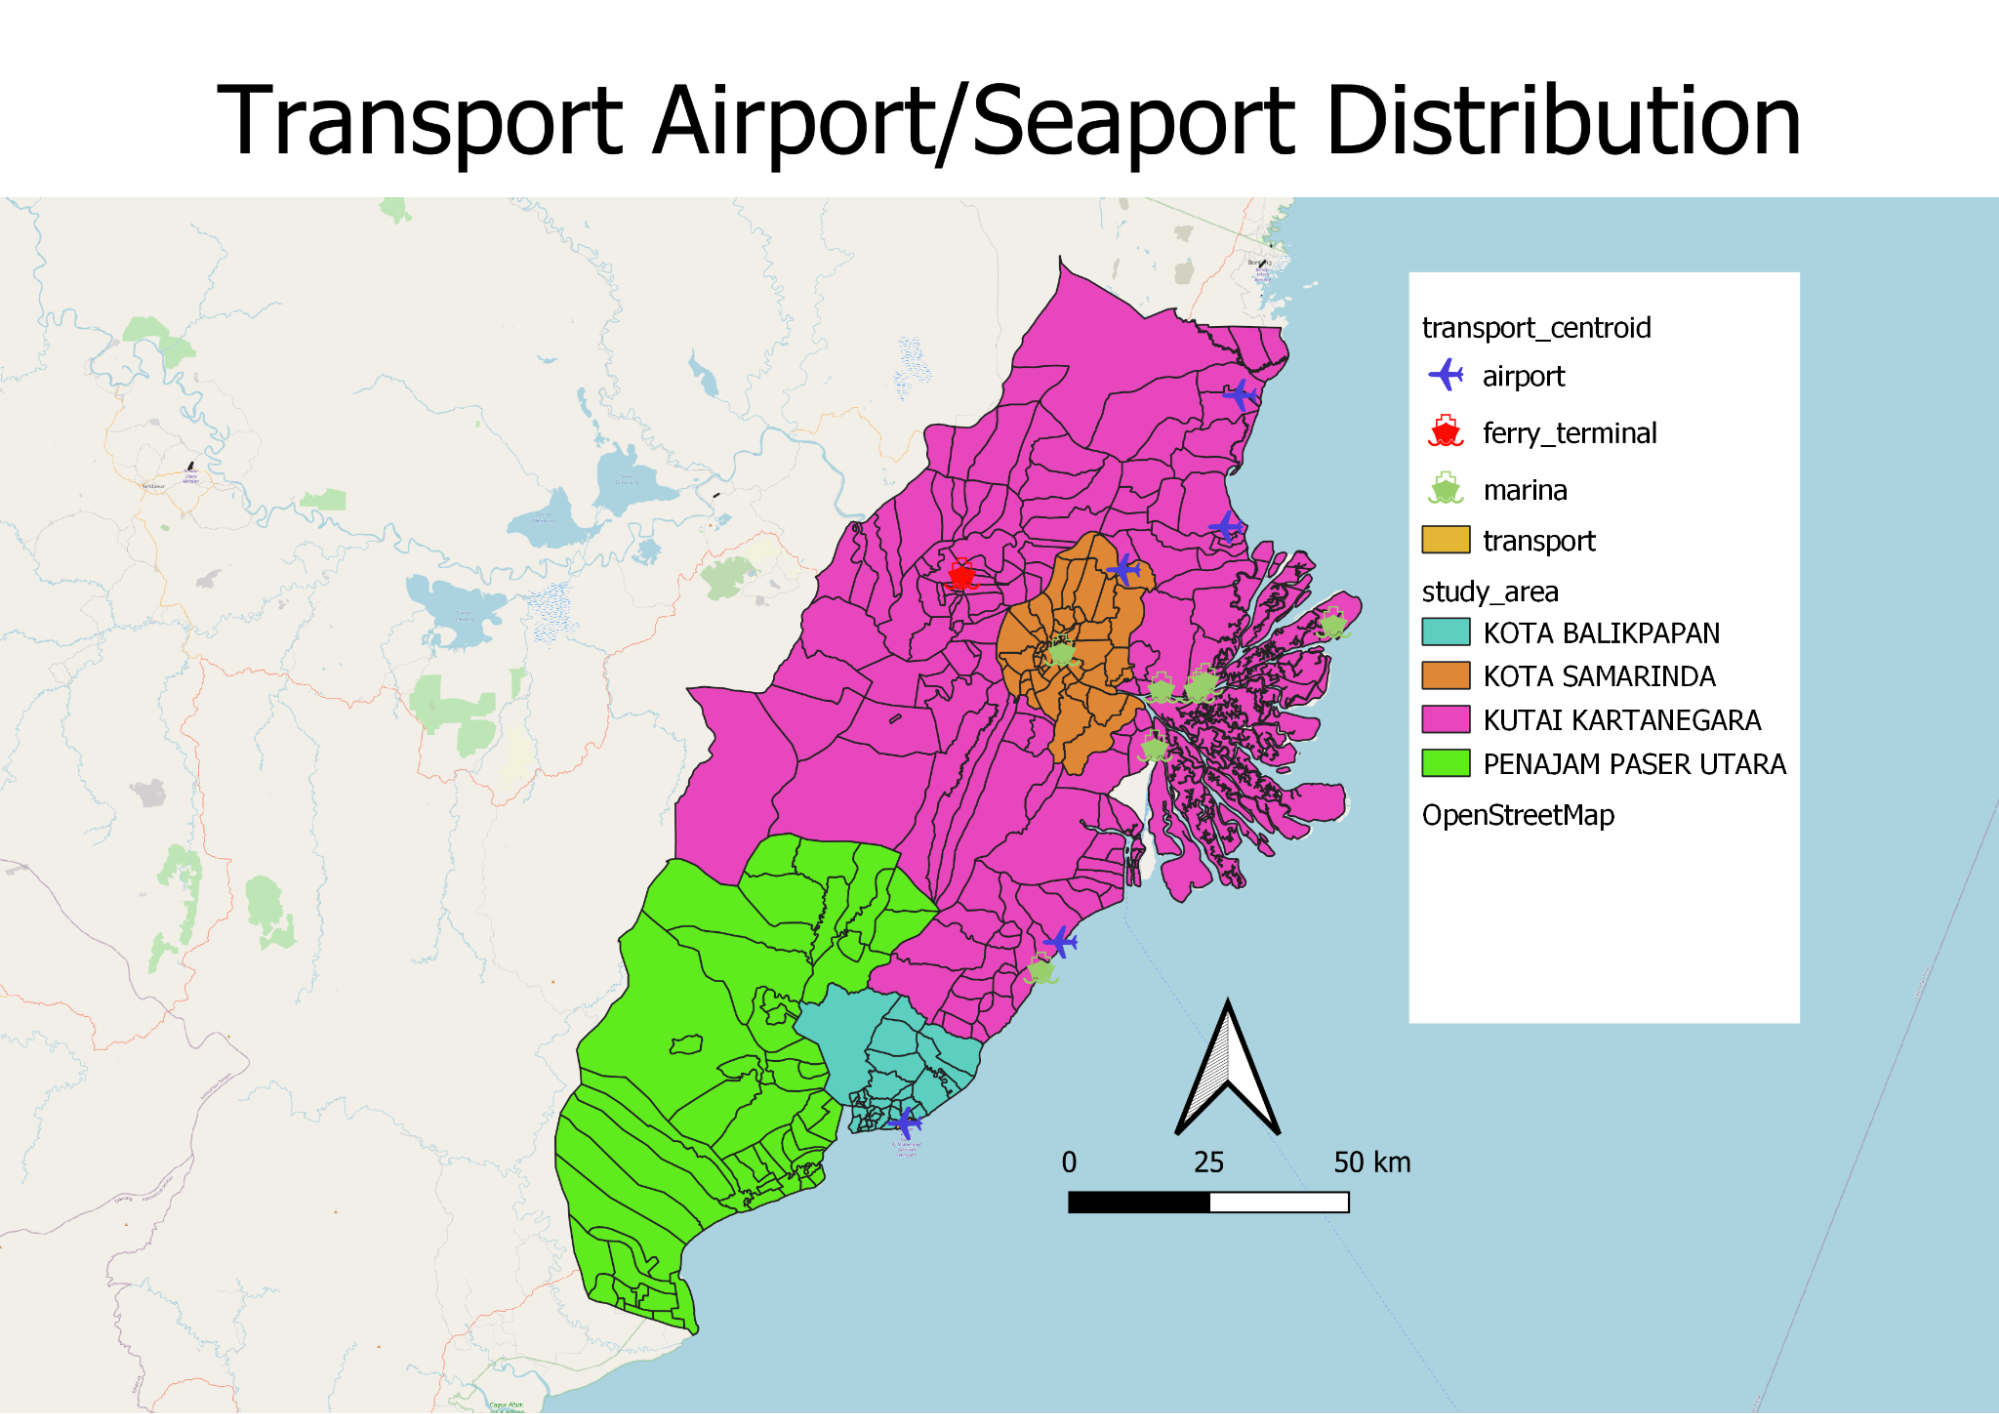 Transport Airport/Seaport Distribution
transport_centroid
airport
ferry_terminal
marina
transport
study_area
KOTA BALIKPAPAN
KOTA SAMARINDA
KUTAI KARTANEGARA
PENAJAM PASER UTARA
OpenStreetMap
0 25 50 km